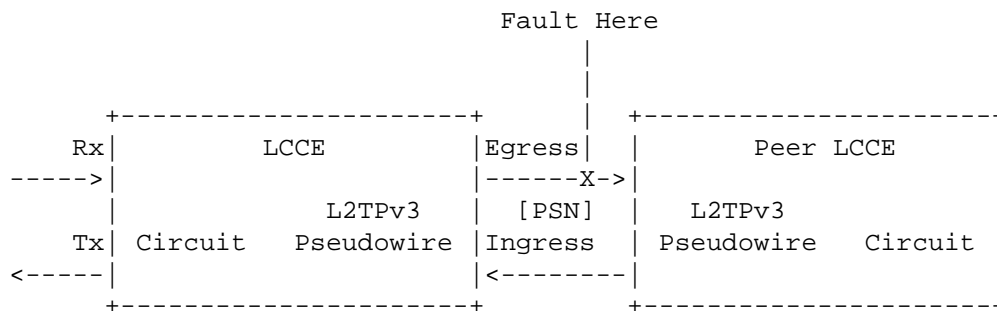 Fault Here
Rx LCCE Egress Peer LCCE
----->
------X->
L2TPv3 [PSN] L2TPv3
Tx Circuit Pseudowire Ingress Pseudowire Circuit
<-----
<--------